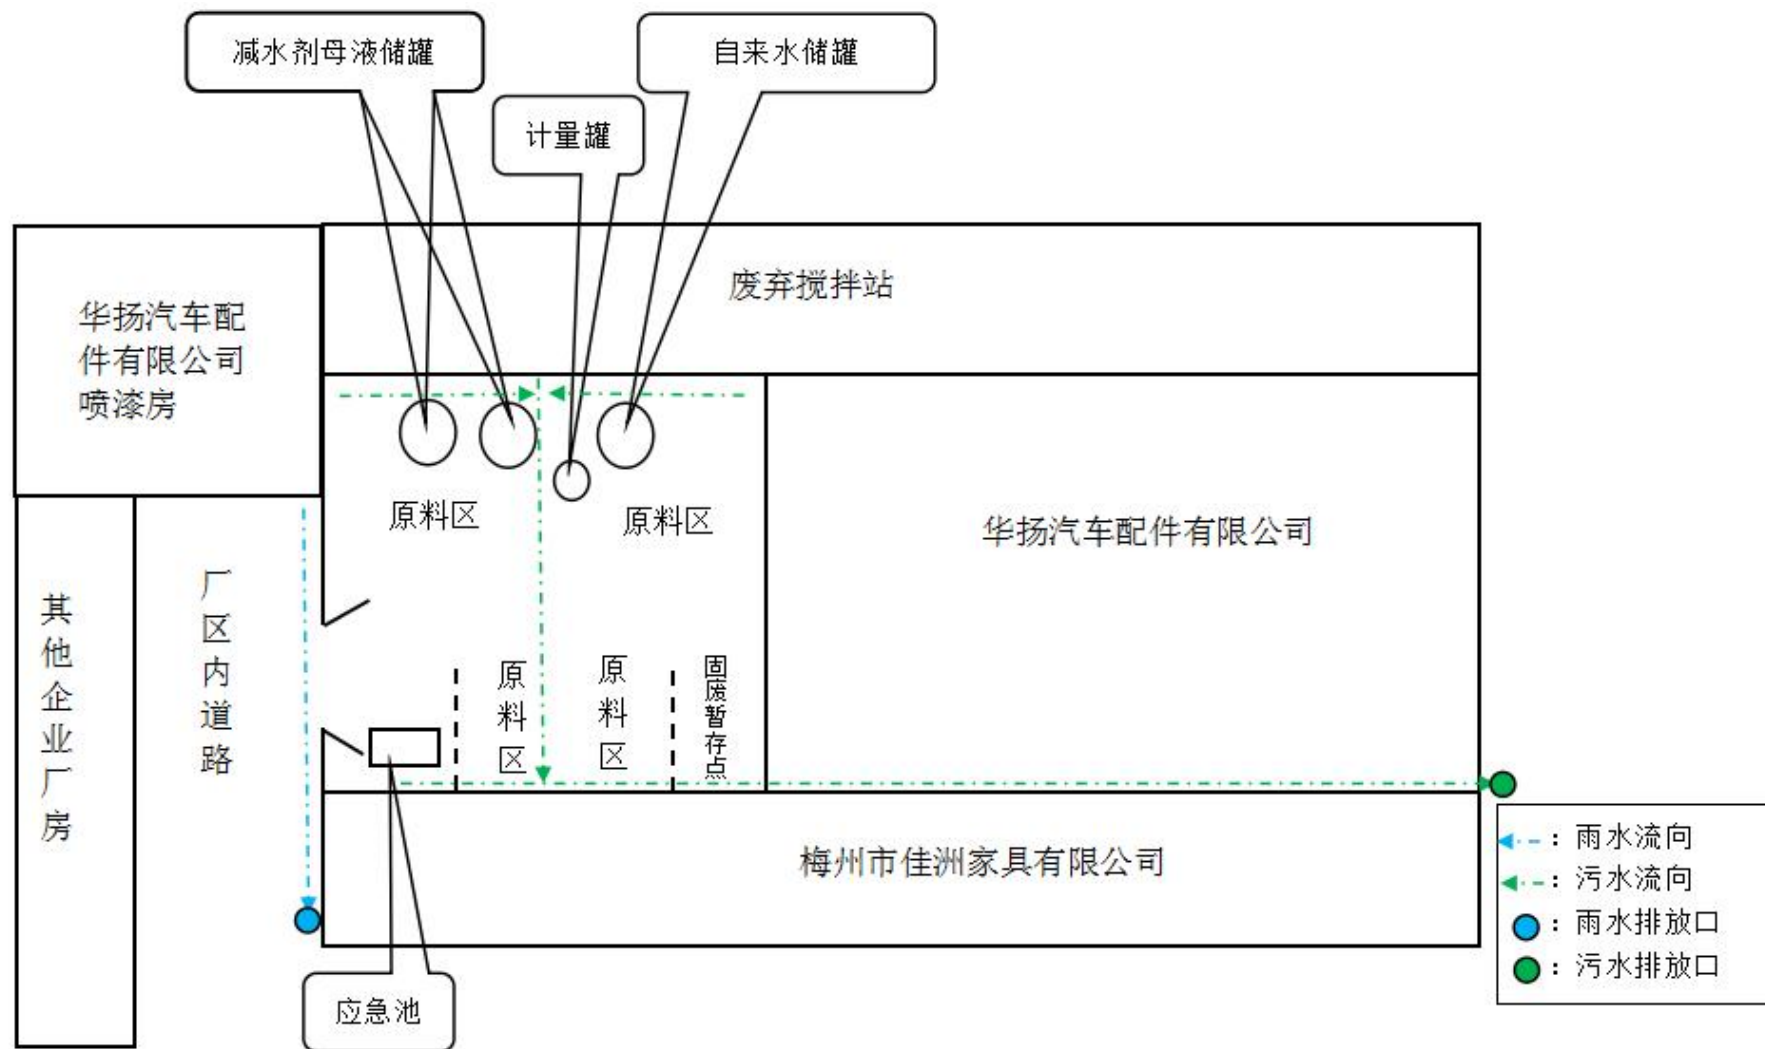 减水剂母液储罐
自来水储罐
计量罐
废弃搅拌站
华扬汽车配
件有限公司
喷漆房
原料区
原料区
华扬汽车配件有限公司
其他企业厂房
厂区内道路
原料区
原料区
固废暂存点
梅州市佳洲家具有限公司
应急池
：雨水流向
：污水流向
：雨水排放口
：污水排放口